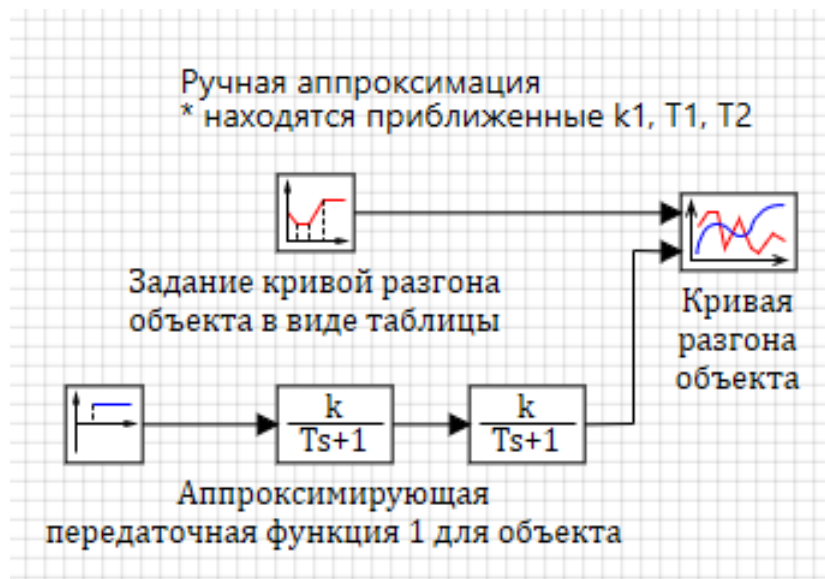 Ручная аппроксимация
* находятся приближенные k1, T1, T2
Задание кривой разгона
объекта в виде таблицы
Кривая
разгона
объекта
k
Ts+1
k
Ts+1
Аппроксимирующая
передаточная функция 1 для объекта